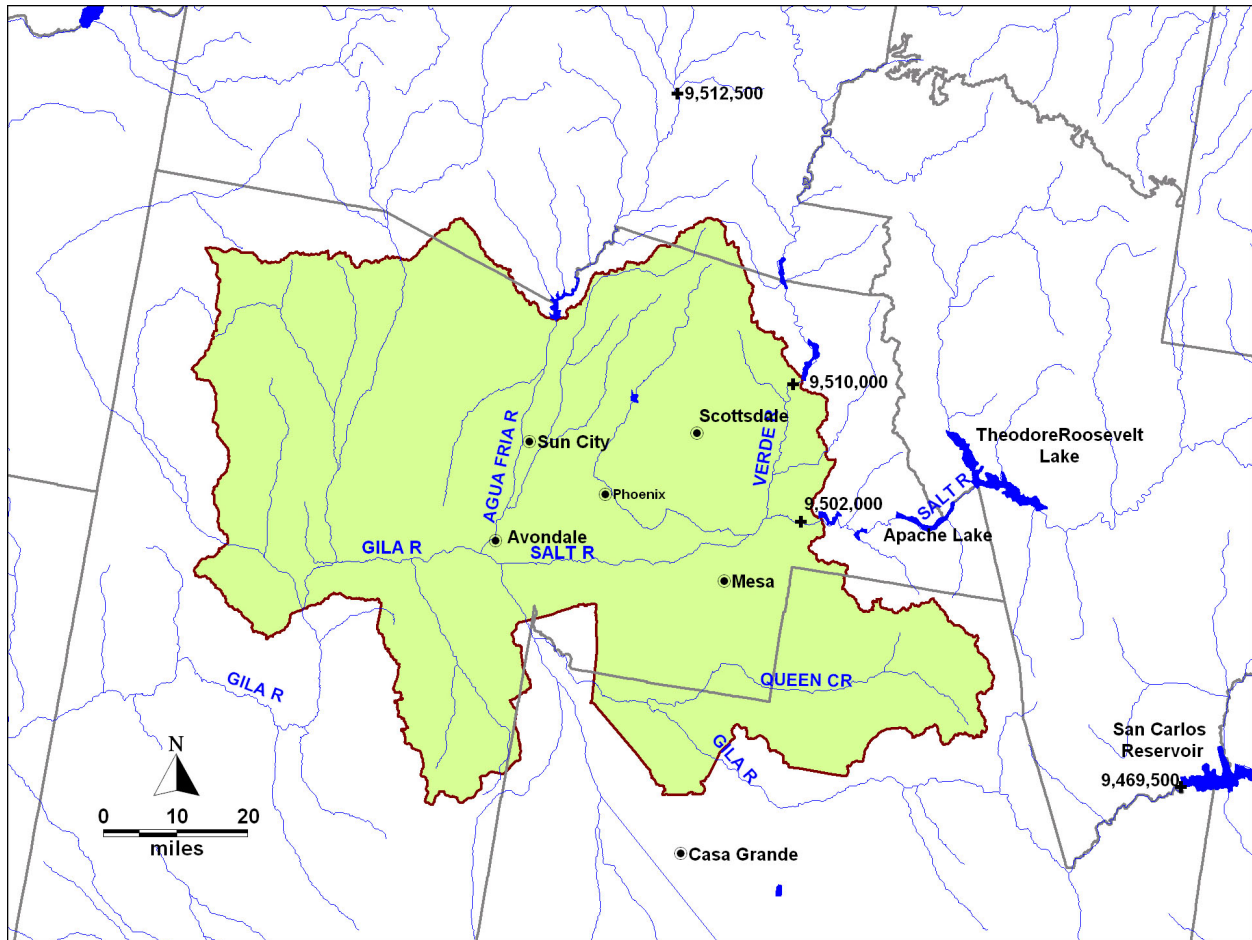 9,512,500
9,510,000
Scottsdale
AGUA FRIA R
Sun City
VERDE R
TheodoreRoosevelt
Lake
Phoenix
SALT R
9,502,000
Apache Lake
Avondale
GILA R
SALT R
Mesa
GILA R
QUEEN CR
GILA R
San Carlos
Reservoir
9,469,500
N
0 10 20
miles
Casa Grande